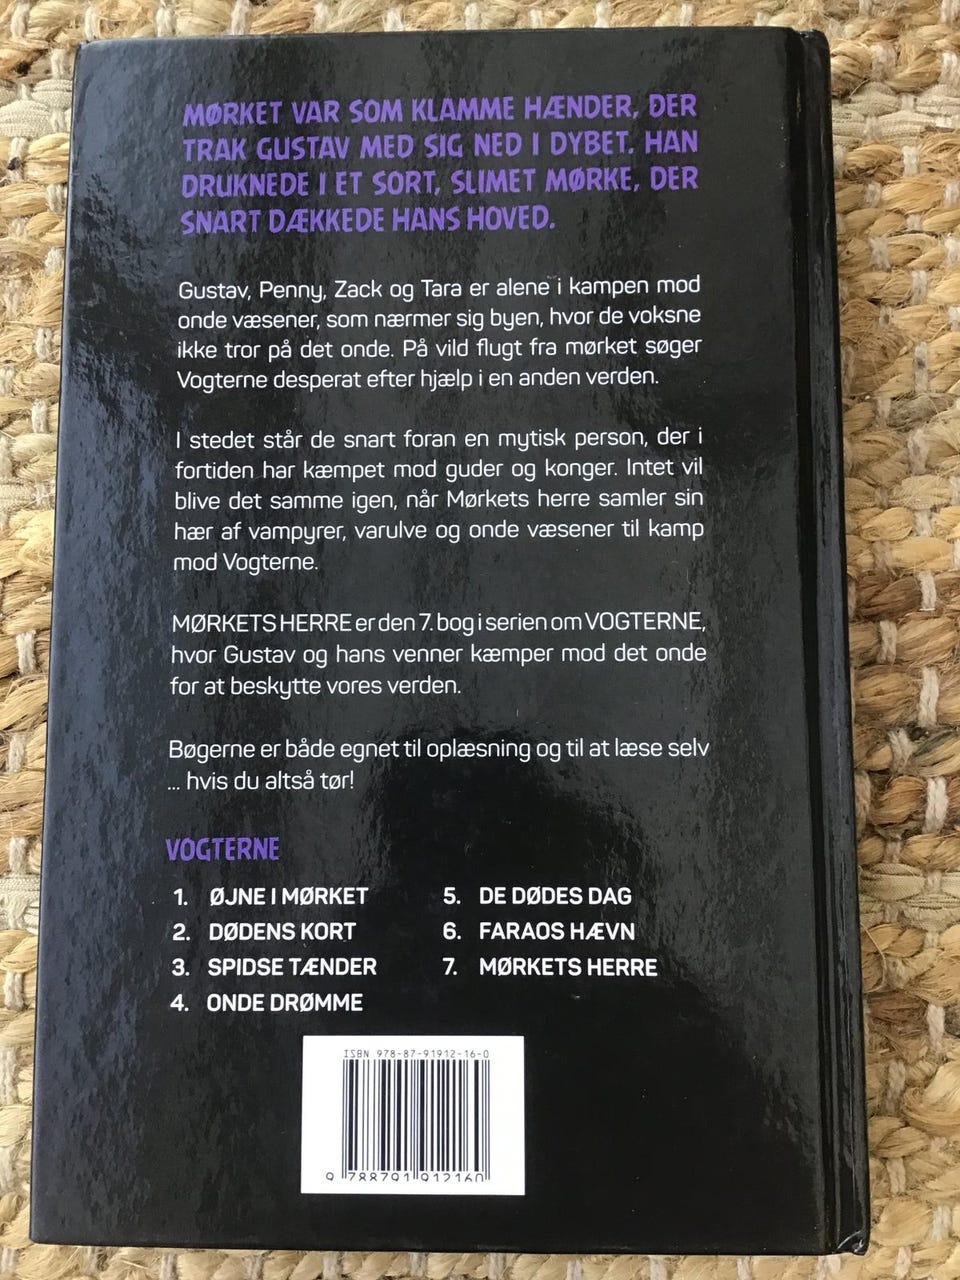 MØRKET VAR SOM KLAMME HÆNDER, DER
TRAK GUSTAV MED SIG NED I DYBET. HAN
DRUKNEDE I ET SORT, SLIMET MØRKE, DER
SNART DÆKKEDE HANS HOVED.
Gustav, Penny, Zack og Tara er alene i kampen mod
onde væsener, som nærmer sig byen, hvor de voksne
ikke tror på det onde. På vild flugt fra mørket søger
Vogterne desperat efter hjælp i en anden verden.
I stedet står de snart foran en mytisk person, der i
fortiden har kæmpet mod guder og konger. Intet vil
blive det samme igen, når Mørkets herre samler sin
hær af vampyrer, varulve og onde væsener til kamp
mod Vogterne.
MØRKETS HERRE er den 7. bog i serien om VOGTERNE,
hvor Gustav og hans venner kæmper mod det onde
for at beskytte vores verden.
Bøgerne er både egnet til oplæsning og til at læse selv
... hvis du altså tør!
VOGTERNE
1. ØJNE I MØRKET
2. DØDENS KORT
3. SPIDSE TÆNDER
4. ONDE DRØMME
5. DE DØDES DAG
6. FARAOS HÆVN
7. MØRKETS HERRE
ISBN 978-87-91912-16-0
9 788791 912160